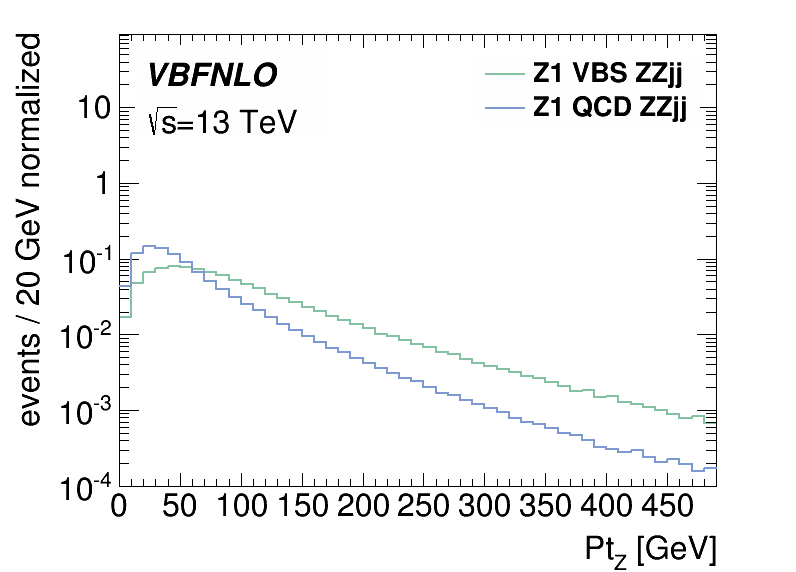 events / 20 GeV normalized
VBFNLO
√s=13 TeV
Z1 VBS ZZjj
Z1 QCD ZZjj
10
1
10⁻¹
10⁻²
10⁻³
10⁻⁴
0 50 100 150 200 250 300 350 400 450
Pt_Z [GeV]